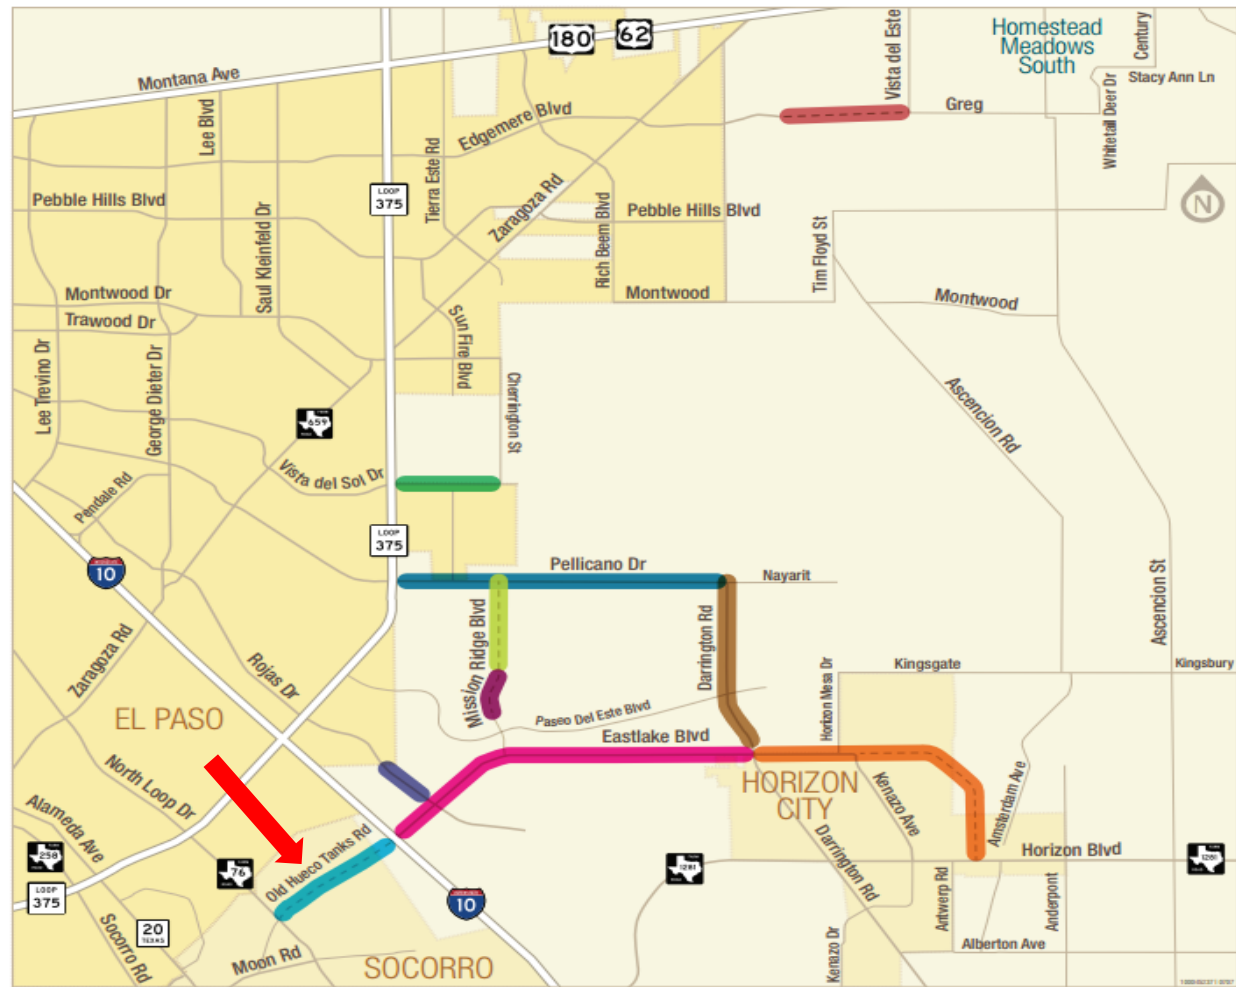 180
62
Homestead
Meadows
South
Vista del Este
Century
Stacy Ann Ln
Montana Ave
Lee Blvd
Edgemere Blvd
Greg
Whitetail Deer Dr
Tierra Este Rd
LOOP
375
Pebble Hills Blvd
Zaragoza Rd
Rich Beem Blvd
Pebble Hills Blvd
N
Saul Kleinfeld Dr
Tim Floyd St
Montwood Dr
Trawood Dr
Montwood
Montwood
Sun Fire Blvd
Lee Trevino Dr
George Dieter Dr
Cherrington St
Ascencion Rd
659
Vista del Sol Dr
Pendale Rd
LOOP
375
10
Pellicano Dr
Nayarit
Ascencion St
Zaragoza Rd
Rojas Dr
Mission Ridge Blvd
Darrington Rd
Horizon Mesa Dr
Kingsgate
Kingsbury
EL PASO
Paseo Del Este Blvd
Eastlake Blvd
North Loop Dr
HORIZON
CITY
Kenazo Ave
Amsterdam Ave
Alameda Ave
Old Hueco Tanks Rd
Darrington Rd
Horizon Blvd
258
76
1281
1281
LOOP
375
10
Antwerp Rd
Anderpont
20
TEXAS
Socorro Rd
Moon Rd
SOCORRO
Kenazo Dr
Alberton Ave